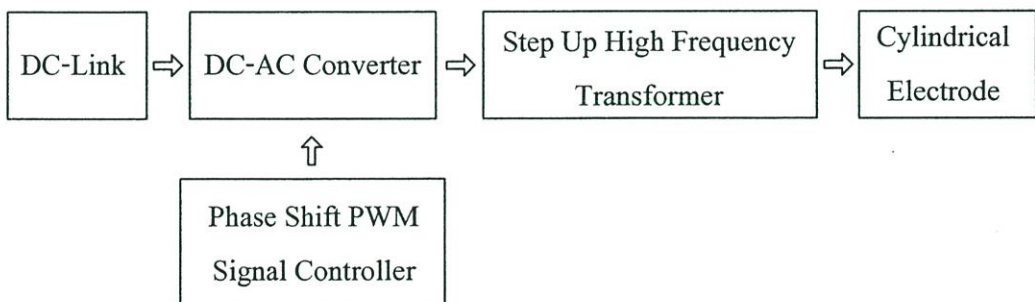 DC-Link
DC-AC Converter
Step Up High Frequency
Transformer
Cylindrical
Electrode
Phase Shift PWM
Signal Controller